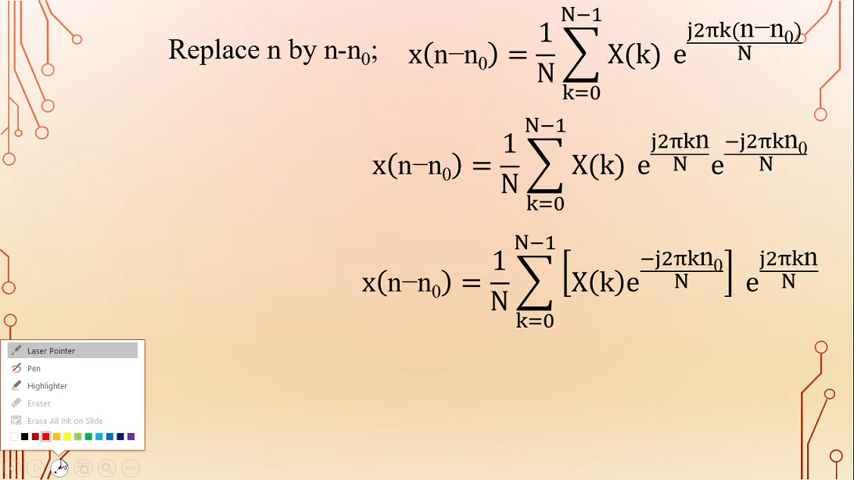 Replace n by n-n₀; x(n−n₀) = 1/N ∑_{k=0}^{N−1} X(k) e^{j2πk(n−n₀)/N}
x(n−n₀) = 1/N ∑_{k=0}^{N−1} X(k) e^{j2πkn/N} e^{−j2πkn₀/N}
x(n−n₀) = 1/N ∑_{k=0}^{N−1} [X(k)e^{−j2πkn₀/N}] e^{j2πkn/N}
Laser Pointer
Pen
Highlighter
Eraser
Erase All Ink on Slide